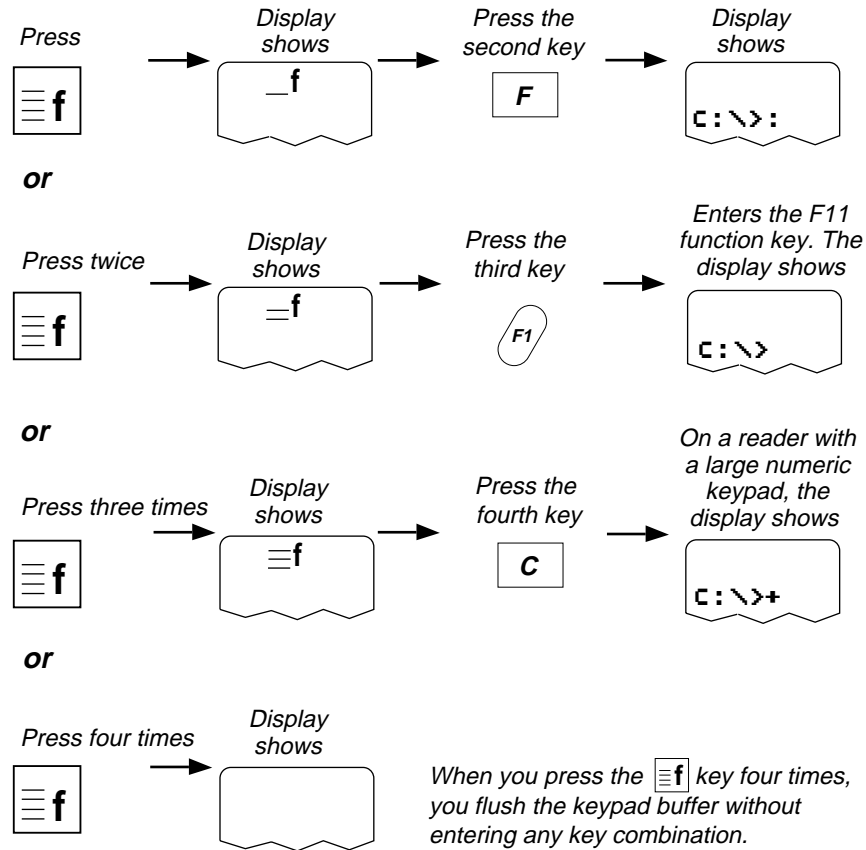 Press
f
Display
shows
_f
Press the
second key
F
Display
shows
C:\>:
or
Press twice
f
Display
shows
=f
Press the
third key
F1
Enters the F11
function key. The
display shows
C:\>
or
Press three times
f
Display
shows
≡f
Press the
fourth key
C
On a reader with
a large numeric
keypad, the
display shows
C:\>+
or
Press four times
f
Display
shows
When you press the f key four times,
you flush the keypad buffer without
entering any key combination.